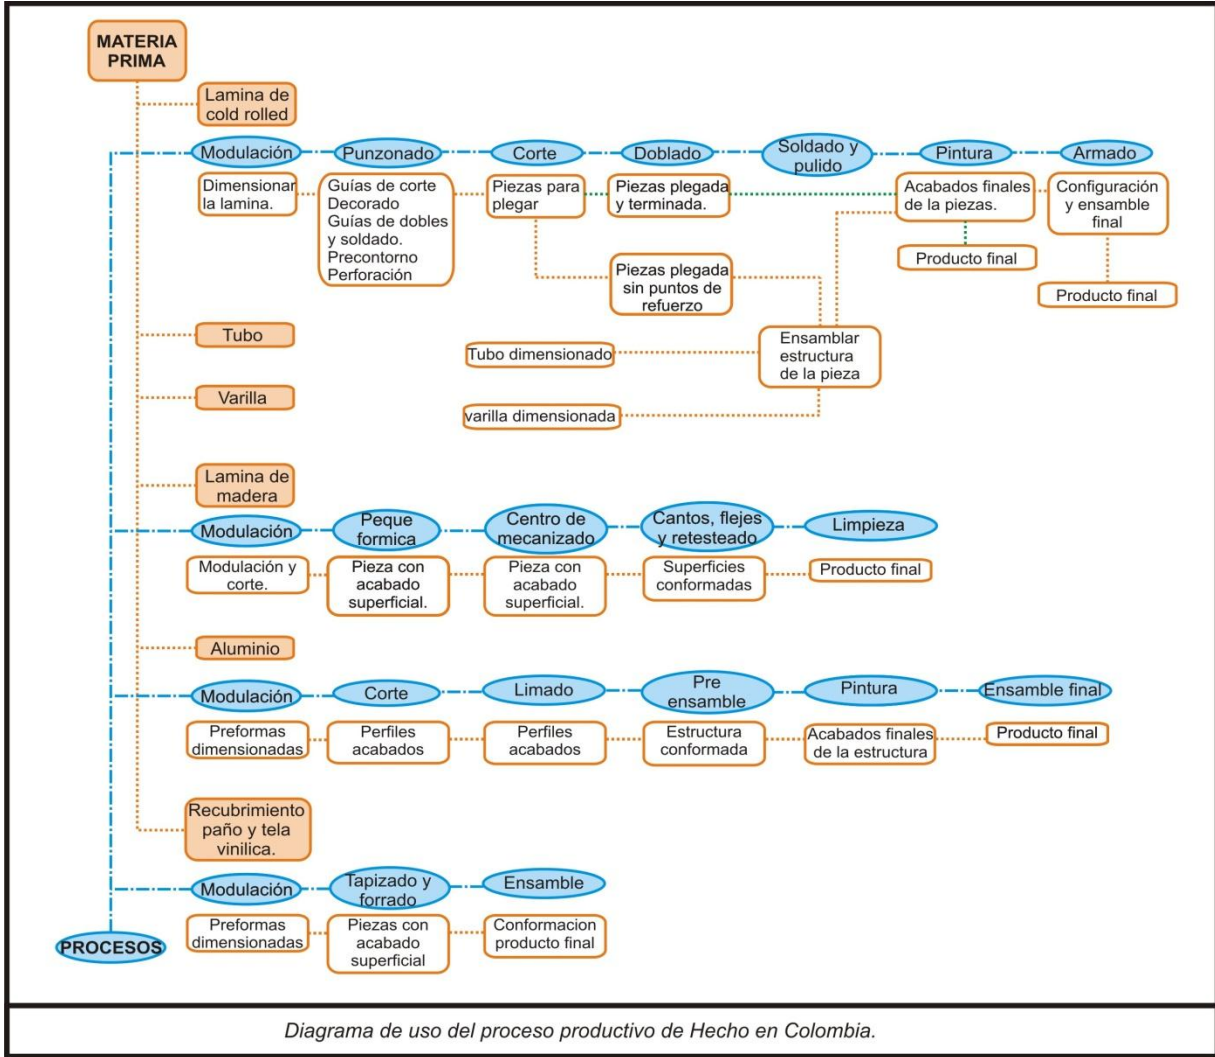 MATERIA
PRIMA
Lamina de
cold rolled
Modulación
Punzonado
Corte
Doblado
Soldado y
pulido
Pintura
Armado
Dimensionar
la lamina.
Guías de corte
Decorado
Guías de dobles
y soldado.
Precontorno
Perforación
Piezas para
plegar
Piezas plegada
y terminada.
Acabados finales
de la piezas.
Configuración
y ensamble
final
Producto final
Piezas plegada
sin puntos de
refuerzo
Producto final
Tubo
Tubo dimensionado
Ensamblar
estructura
de la pieza
Varilla
varilla dimensionada
Lamina de
madera
Modulación
Peque
formica
Centro de
mecanizado
Cantos, flejes
y retesteado
Limpieza
Modulación y
corte.
Pieza con
acabado
superficial.
Pieza con
acabado
superficial.
Superficies
conformadas
Producto final
Aluminio
Modulación
Corte
Limado
Pre
ensamble
Pintura
Ensamble final
Preformas
dimensionadas
Perfiles
acabados
Perfiles
acabados
Estructura
conformada
Acabados finales
de la estructura
Producto final
Recubrimiento
paño y tela
vinilica.
Modulación
Tapizado y
forrado
Ensamble
Preformas
dimensionadas
Piezas con
acabado
superficial
Conformacion
producto final
PROCESOS
Diagrama de uso del proceso productivo de Hecho en Colombia.